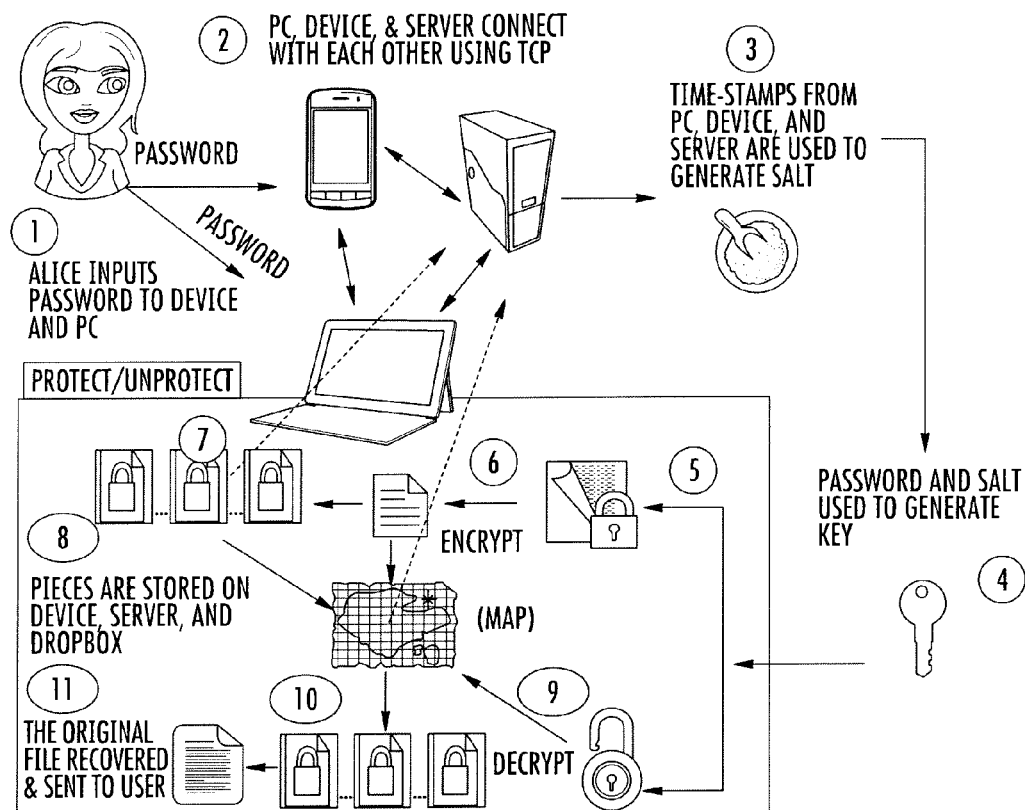 2
PC, DEVICE, & SERVER CONNECT
WITH EACH OTHER USING TCP
3
TIME-STAMPS FROM
PC, DEVICE, AND
SERVER ARE USED TO
GENERATE SALT
PASSWORD
PASSWORD
1
ALICE INPUTS
PASSWORD TO DEVICE
AND PC
PROTECT/UNPROTECT
7
6
5
ENCRYPT
PASSWORD AND SALT
USED TO GENERATE
KEY
4
8
PIECES ARE STORED ON
DEVICE, SERVER, AND
DROPBOX
(MAP)
9
10
11
THE ORIGINAL
FILE RECOVERED
& SENT TO USER
DECRYPT